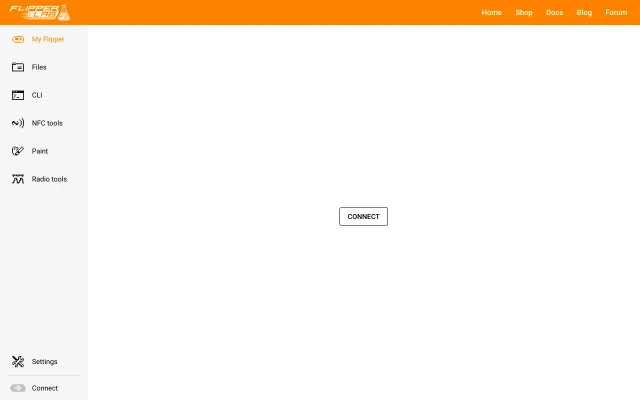 FLIPPER
LAB
Home
Shop
Docs
Blog
Forum
My Flipper
Files
CLI
NFC tools
Paint
Radio tools
CONNECT
Settings
Connect